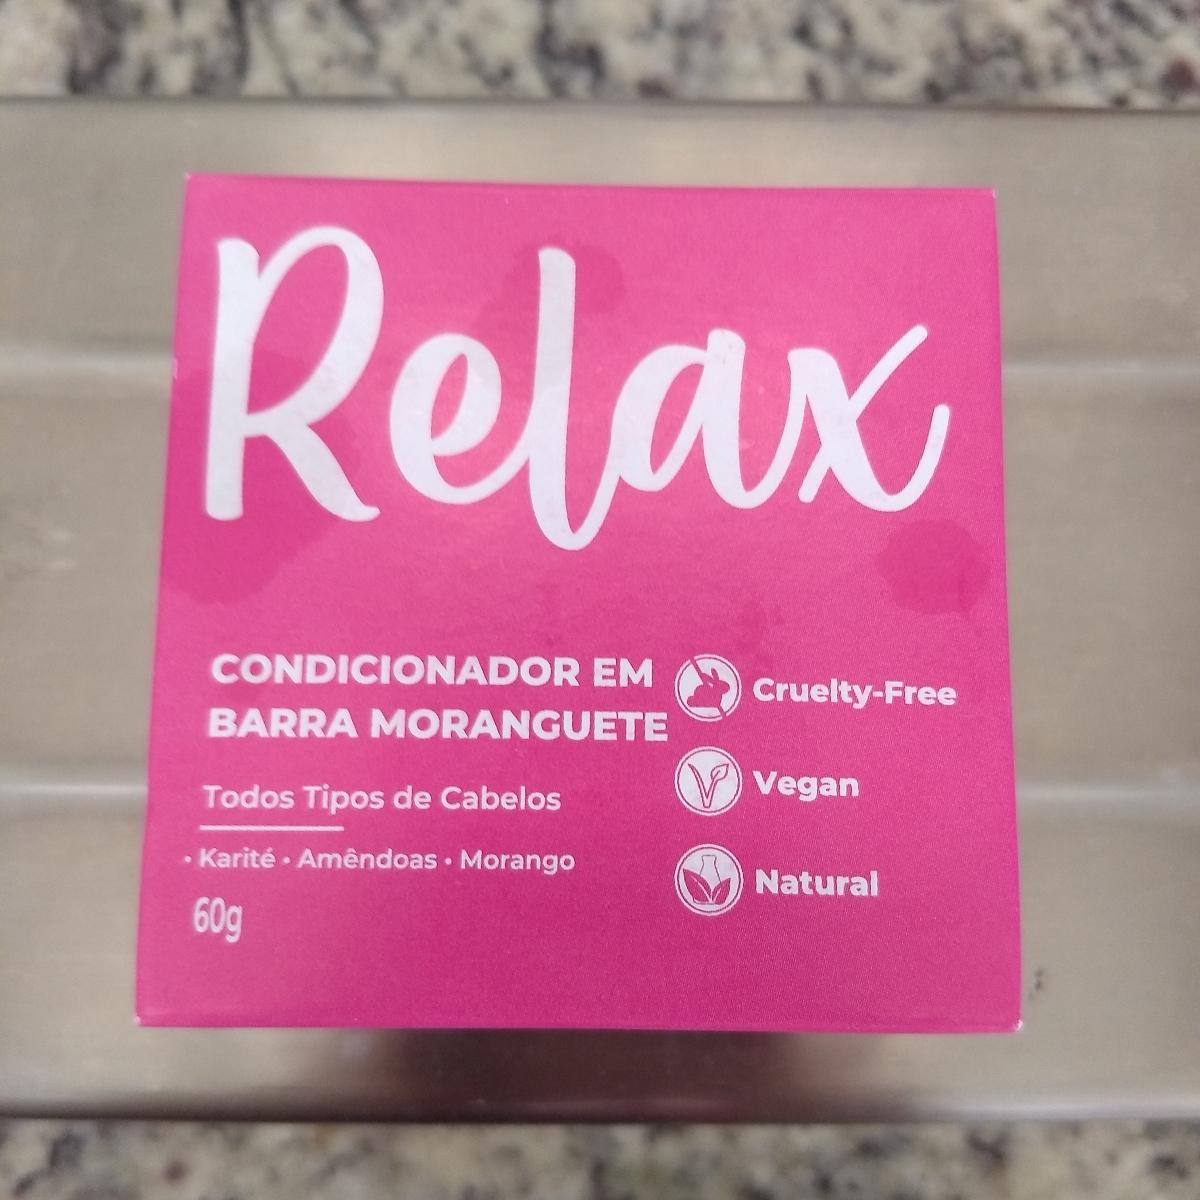 Relax
CONDICIONADOR EM
BARRA MORANGUETE
Todos Tipos de Cabelos
· Karité · Amêndoas · Morango
60g
Cruelty-Free
Vegan
Natural